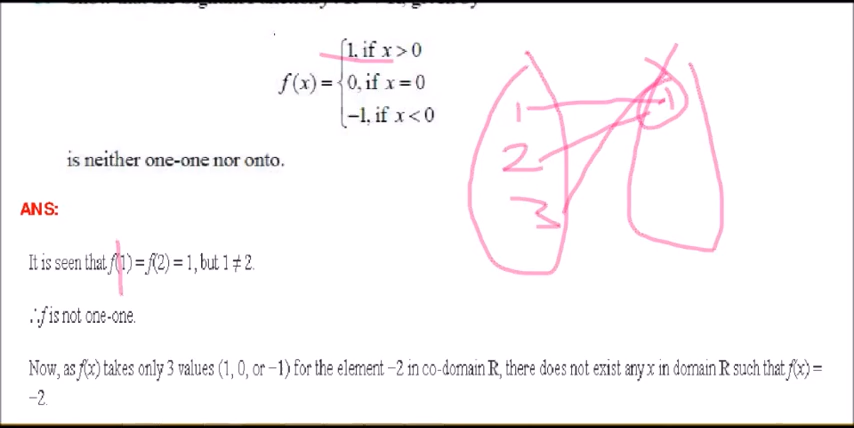 f(x) = { 1, if x > 0
0, if x = 0
−1, if x < 0
is neither one-one nor onto.
1 1
2
3
ANS:
It is seen that f(1) = f(2) = 1, but 1 ≠ 2.
∴ f is not one-one.
Now, as f(x) takes only 3 values (1, 0, or −1) for the element −2 in co-domain R, there does not exist any x in domain R such that f(x) =
−2.